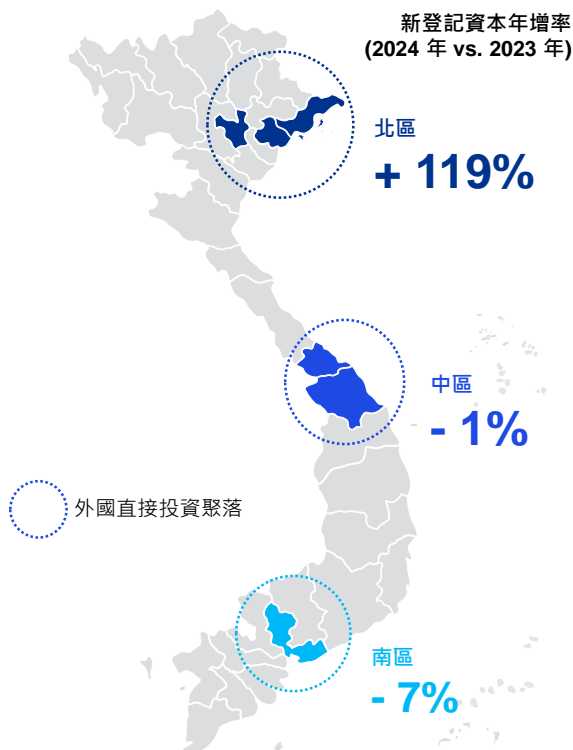 新登記資本年增率
(2024 年 vs. 2023 年)
北區
+ 119%
中區
- 1%
外國直接投資聚落
南區
- 7%